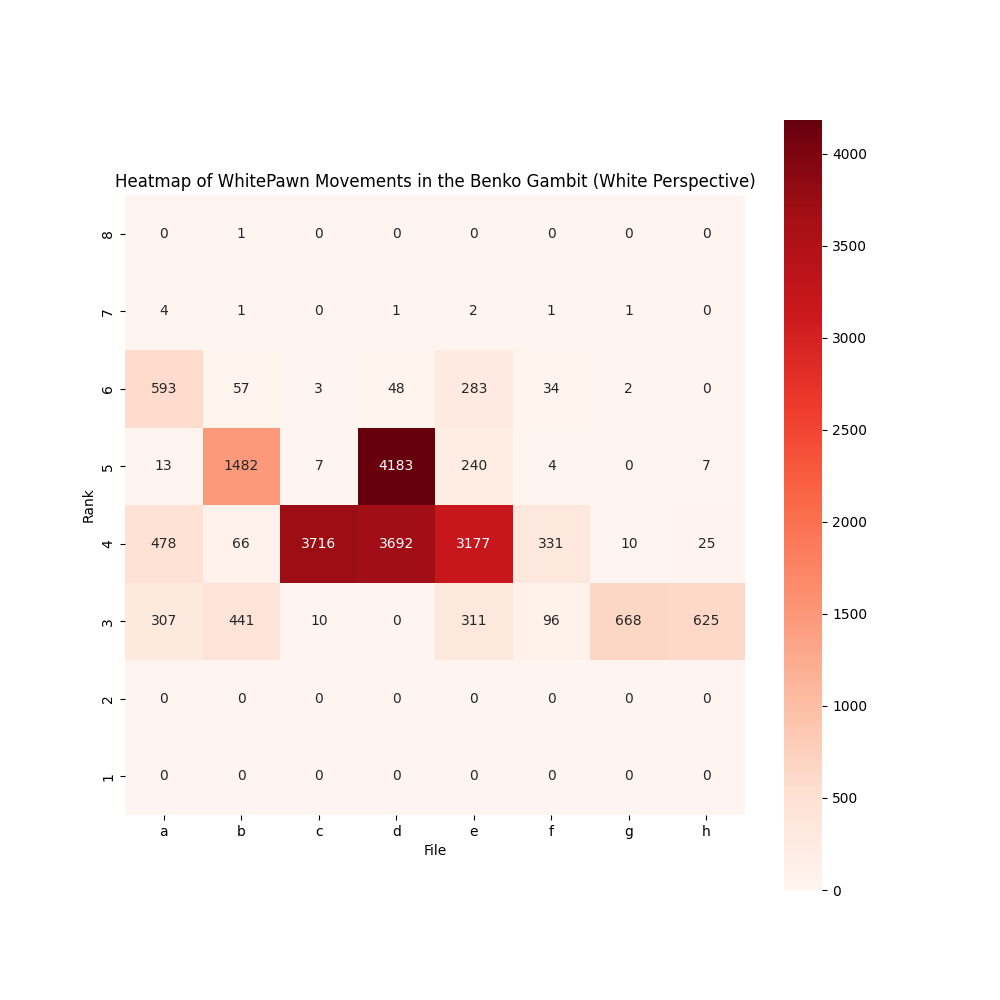 Heatmap of WhitePawn Movements in the Benko Gambit (White Perspective)
8 0 1 0 0 0 0 0 0
7 4 1 0 1 2 1 1 0
6 593 57 3 48 283 34 2 0
5 13 1482 7 4183 240 4 0 7
4 478 66 3716 3692 3177 331 10 25
3 307 441 10 0 311 96 668 625
2 0 0 0 0 0 0 0 0
1 0 0 0 0 0 0 0 0
a b c d e f g h
File
Rank
4000
3500
3000
2500
2000
1500
1000
500
0